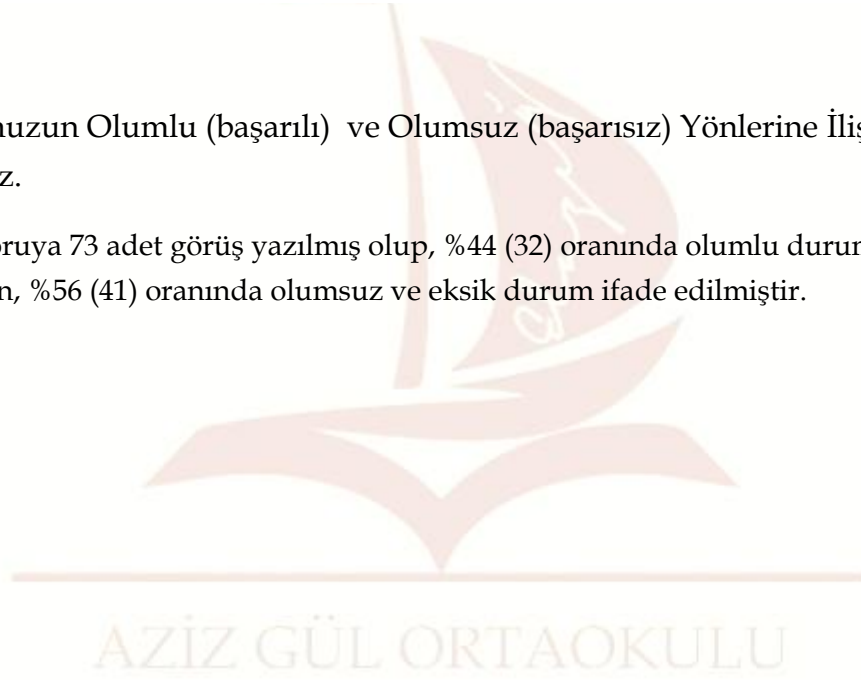 nuzun Olumlu (başarılı) ve Olumsuz (başarısız) Yönlerine İliş
z.
oruya 73 adet görüş yazılmış olup, %44 (32) oranında olumlu durur
n, %56 (41) oranında olumsuz ve eksik durum ifade edilmiştir.
AZİZ GÜL ORTAOKULU